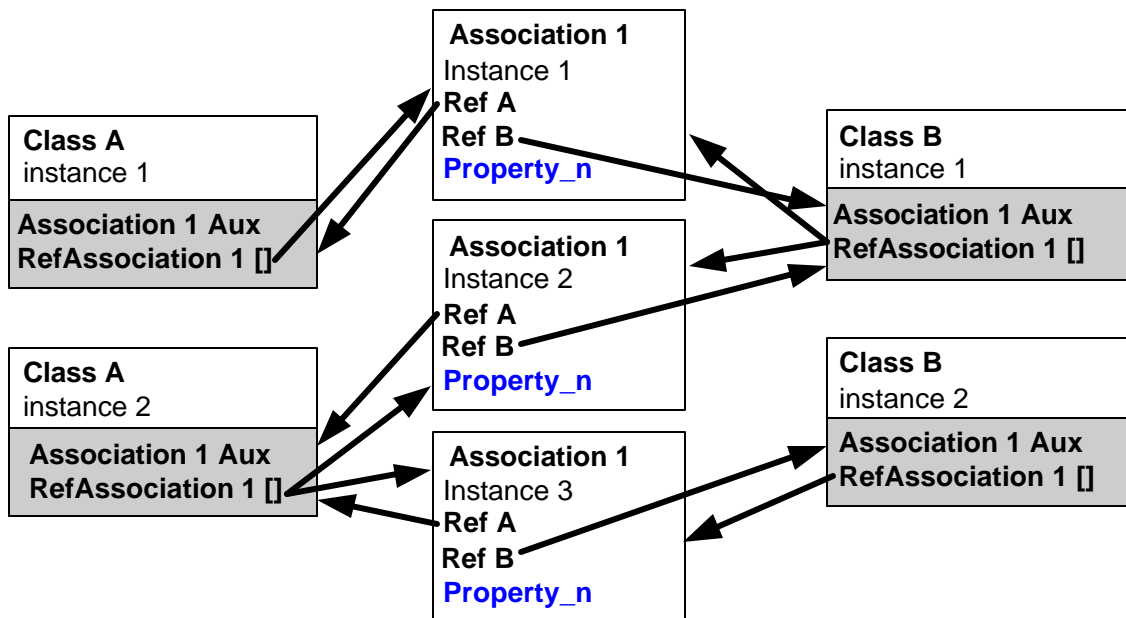 Association 1
Instance 1
Ref A
Ref B
Property_n
Class A
instance 1
Association 1 Aux
RefAssociation 1 []
Class B
instance 1
Association 1 Aux
RefAssociation 1 []
Association 1
Instance 2
Ref A
Ref B
Property_n
Class A
instance 2
Association 1 Aux
RefAssociation 1 []
Class B
instance 2
Association 1 Aux
RefAssociation 1 []
Association 1
Instance 3
Ref A
Ref B
Property_n